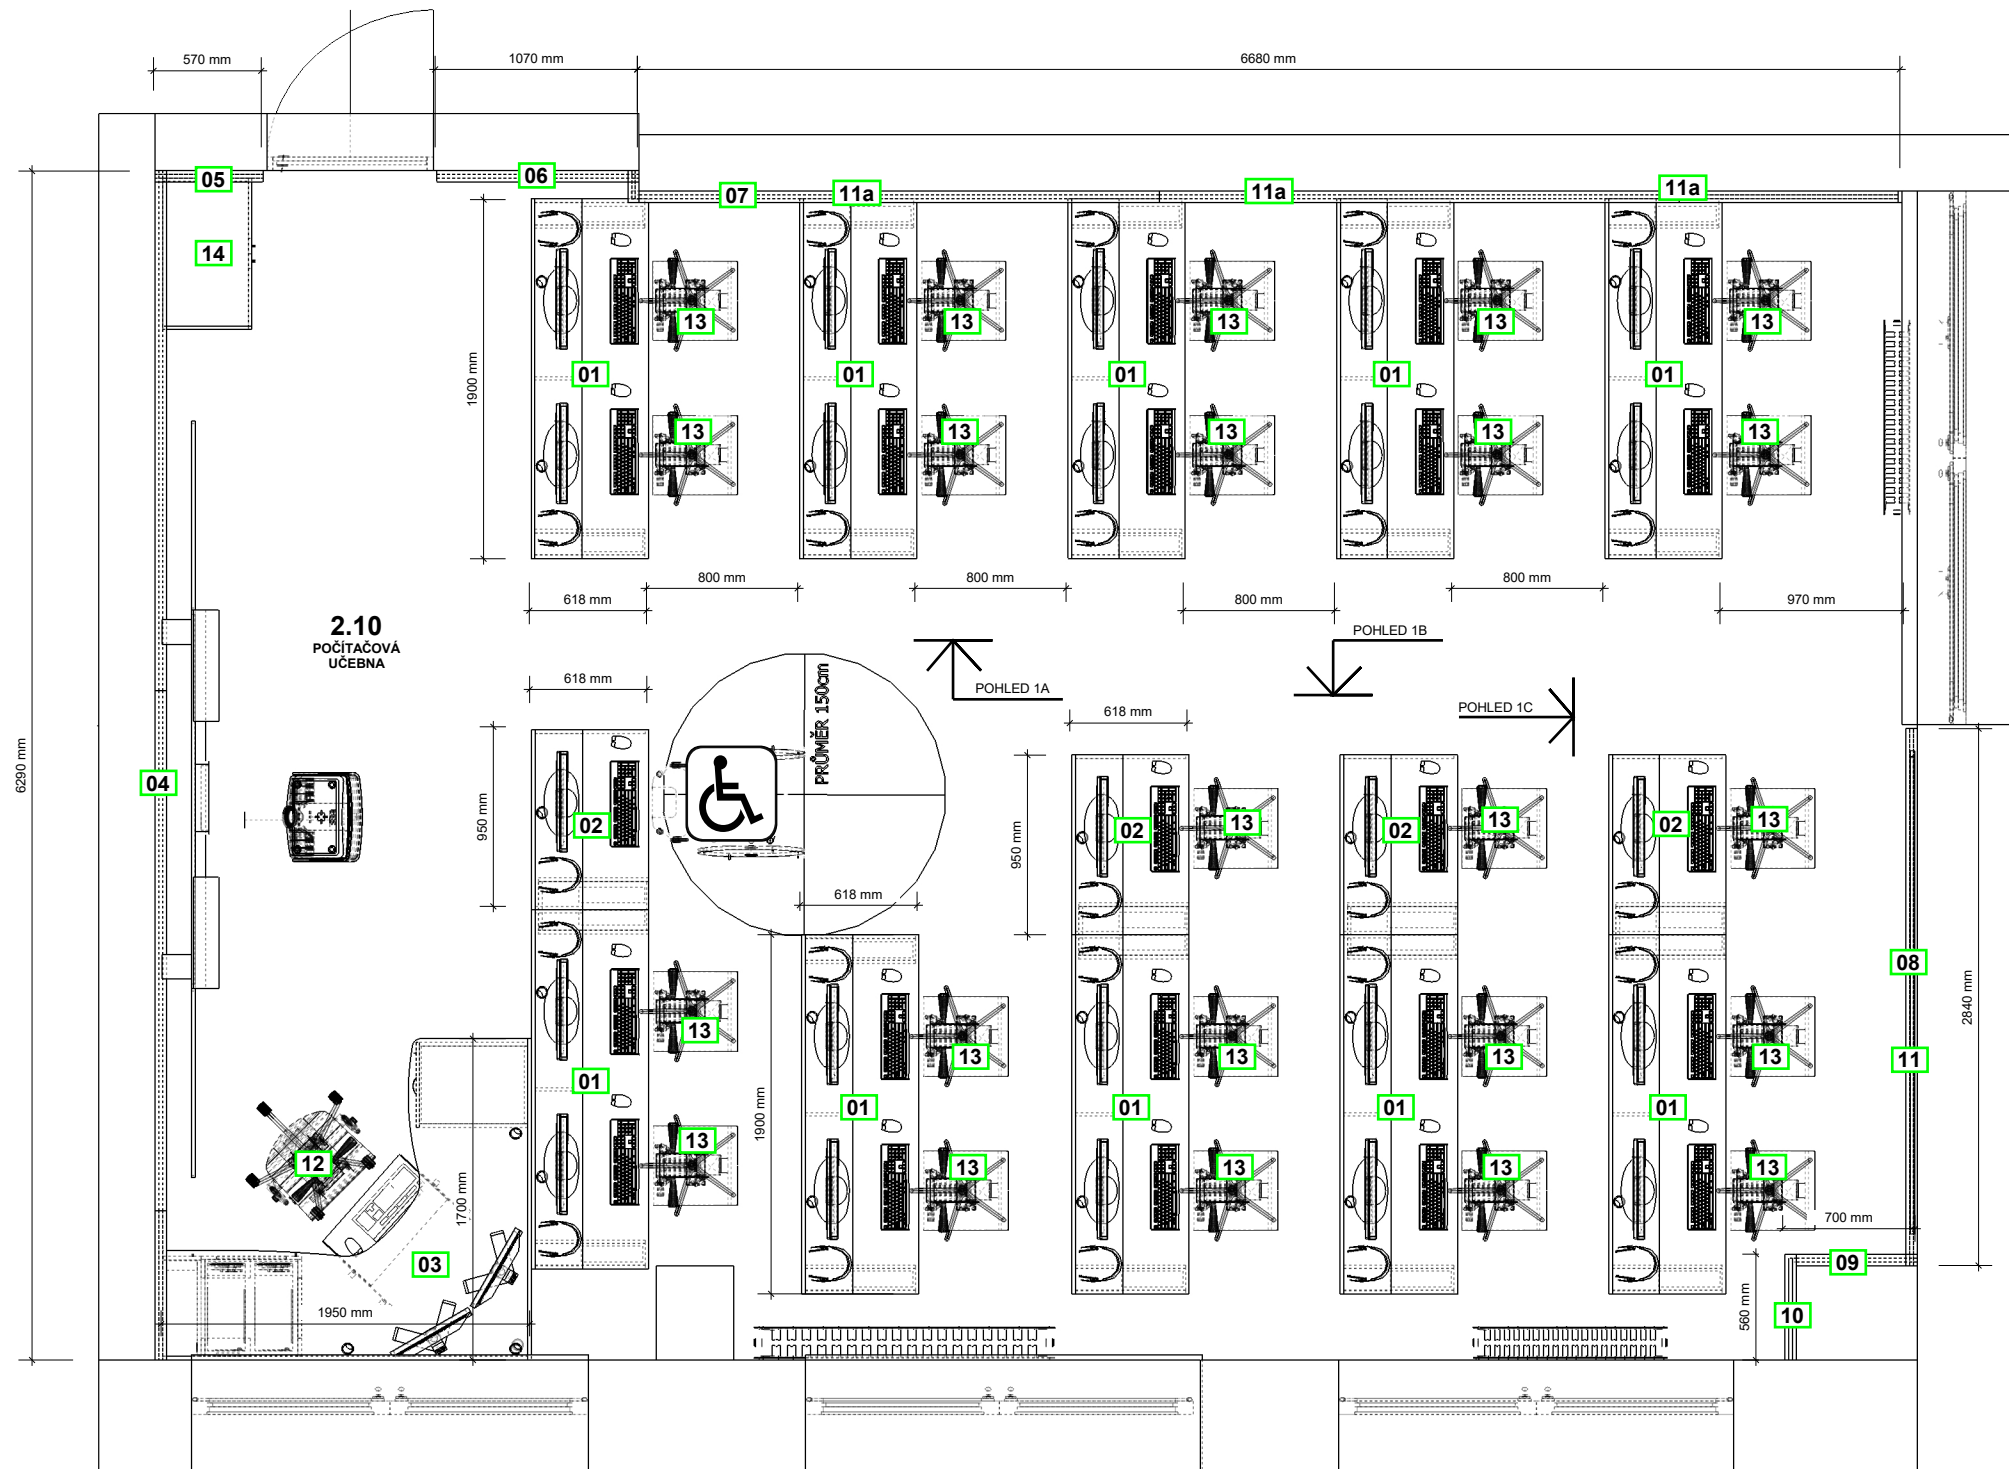 570 mm
1070 mm
6680 mm
05
06
07
11a
11a
11a
14
13
13
13
13
13
01
01
01
01
01
1900 mm
13
13
13
13
13
800 mm
800 mm
800 mm
800 mm
618 mm
970 mm
2.10
POČÍTAČOVÁ
UČEBNA
POHLED 1A
POHLED 1B
POHLED 1C
618 mm
PRŮMĚR 150cm
618 mm
6290 mm
04
950 mm
02
950 mm
02
13
02
13
02
13
618 mm
08
2840 mm
11
13
13
13
13
13
01
01
01
01
01
1900 mm
13
13
13
13
13
12
1700 mm
03
1950 mm
700 mm
09
560 mm
10